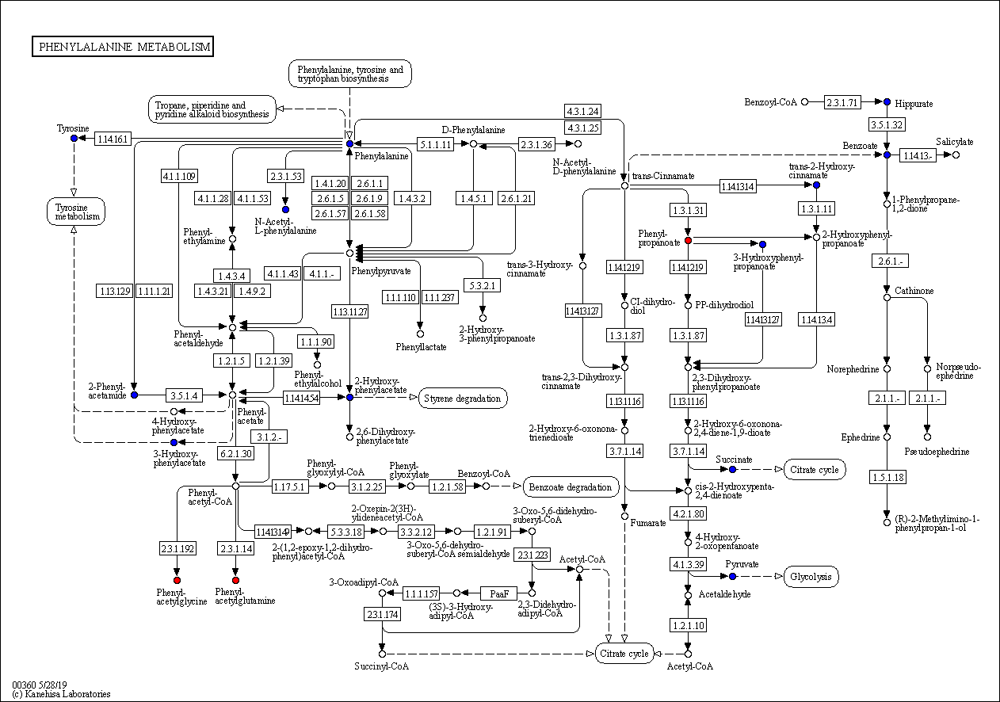 PHENYLALANINE METABOLISM
Phenylalanine, tyrosine and
tryptophan biosynthesis
Tropane, piperidine and
pyridine alkaloid biosynthesis
Benzoyl-CoA
2.3.1.71
Hippurate
4.3.1.24
4.3.1.25
3.5.1.32
Tyrosine
1.14.16.1
D-Phenylalanine
5.1.1.11
2.3.1.36
Phenylalanine
N-Acetyl-
D-phenylalanine
Benzoate
1.14.13.-
Salicylate
4.1.1.109
2.3.1.53
1.4.1.20
2.6.1.1
trans-Cinnamate
trans-2-Hydroxy-
cinnamate
1.14.13.14
4.1.1.28
4.1.1.53
2.6.1.5
2.6.1.9
1.4.3.2
1.4.5.1
2.6.1.21
2.6.1.57
2.6.1.58
1.3.1.31
1.3.1.11
1-Phenylpropane-
1,2-dione
Tyrosine
metabolism
N-Acetyl-
L-phenylalanine
Phenyl-
ethylamine
Phenyl-
propanoate
2-Hydroxyphenyl-
propanoate
3-Hydroxyphenyl-
propanoate
trans-3-Hydroxy-
cinnamate
1.14.12.19
1.14.12.19
2.6.1.-
Phenylpyruvate
1.4.3.4
4.1.1.43
4.1.1.-
5.3.2.1
1.13.12.9
1.11.1.21
1.4.3.21
1.4.9.2
1.1.1.110
1.1.1.237
Cathinone
CI-dihydro-
diol
PP-dihydrodiol
1.13.11.27
1.14.13.127
1.14.13.127
1.14.13.4
Phenyl-
acetaldehyde
Phenyllactate
2-Hydroxy-
3-phenylpropanoate
1.1.1.90
1.3.1.87
1.3.1.87
1.2.1.5
1.2.1.39
Phenyl-
ethylalcohol
trans-2,3-Dihydroxy-
cinnamate
2,3-Dihydroxy-
phenylpropanoate
Norephedrine
Norpseudo-
ephedrine
2-Phenyl-
acetamide
3.5.1.4
1.14.14.54
2-Hydroxy-
phenylacetate
Styrene degradation
1.13.11.16
1.13.11.16
2.1.1.-
2.1.1.-
Phenyl-
acetate
4-Hydroxy-
phenylacetate
3.1.2.-
2,6-Dihydroxy-
phenylacetate
2-Hydroxy-6-oxonona-
trienedioate
2-Hydroxy-6-oxonona-
2,4-diene-1,9-dioate
Ephedrine
Pseudoephedrine
3-Hydroxy-
phenylacetate
6.2.1.30
3.7.1.14
3.7.1.14
Succinate
Citrate cycle
Phenyl-
glyoxylyl-CoA
Phenyl-
glyoxylate
Benzoyl-CoA
1.17.5.1
3.1.2.25
1.2.1.58
Benzoate degradation
1.5.1.18
Phenyl-
acetyl-CoA
cis-2-Hydroxypenta-
2,4-dienoate
4.2.1.80
2-Oxepin-2(3H)-
ylideneacetyl-CoA
3-Oxo-5,6-didehydro-
suberyl-CoA
Fumarate
(R)-2-Methylimino-1-
phenylpropan-1-ol
1.14.13.149
5.3.3.18
3.3.2.12
1.2.1.91
2.3.1.192
2.3.1.14
2-(1,2-epoxy-1,2-dihydro-
phenyl)acetyl-CoA
3-Oxo-5,6-dehydro-
suberyl-CoA semialdehyde
2.3.1.223
4-Hydroxy-
2-oxopentanoate
Acetyl-CoA
4.1.3.39
Pyruvate
Glycolysis
3-Oxoadipyl-CoA
1.1.1.157
PaaF
Phenyl-
acetylglycine
Phenyl-
acetylglutamine
(3S)-3-Hydroxy-
adipyl-CoA
2,3-Didehydro-
adipyl-CoA
Acetaldehyde
2.3.1.174
1.2.1.10
Succinyl-CoA
Citrate cycle
Acetyl-CoA
00360 5/28/19
(c) Kanehisa Laboratories